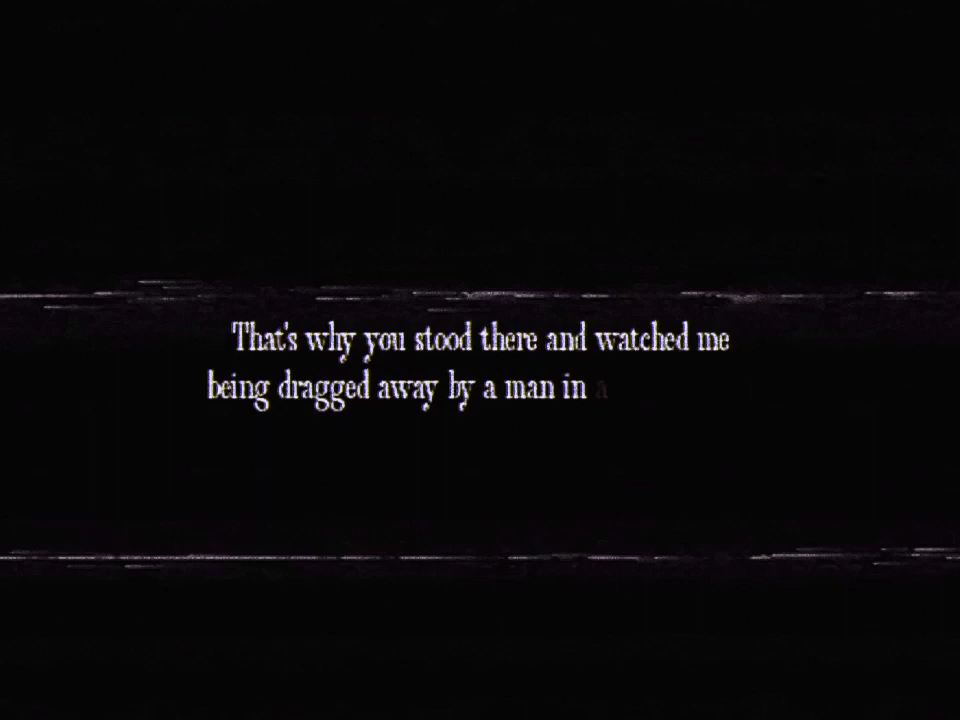 That's why you stood there and watched me
being dragged away by a man in a